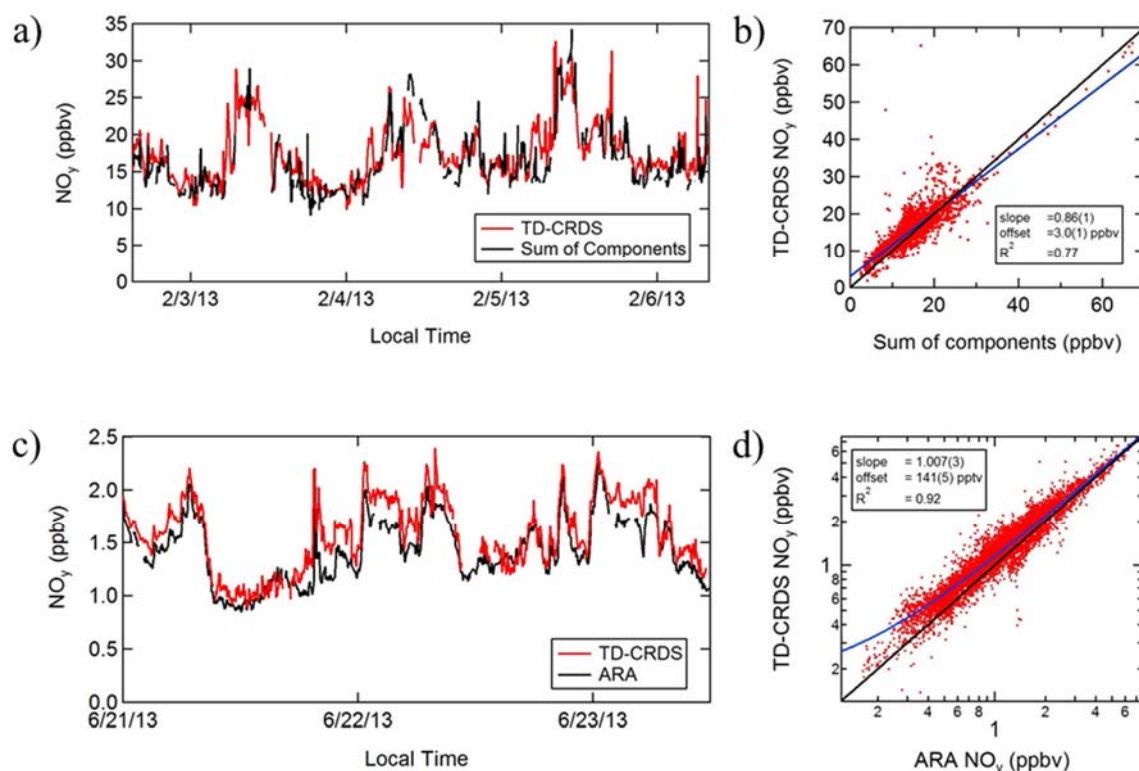 a)
NOy (ppbv)
35
30
25
20
15
10
5
0
TD-CRDS
Sum of Components
2/3/13
2/4/13
2/5/13
2/6/13
Local Time
b)
TD-CRDS NOy (ppbv)
70
60
50
40
30
20
10
0
slope =0.86(1)
offset =3.0(1) ppbv
R² =0.77
0
20
40
60
Sum of components (ppbv)
c)
NOy (ppbv)
2.5
2.0
1.5
1.0
0.5
0.0
TD-CRDS
ARA
6/21/13
6/22/13
6/23/13
Local Time
d)
TD-CRDS NOy (ppbv)
6
4
2
1
8
6
4
2
slope = 1.007(3)
offset = 141(5) pptv
R² = 0.92
2
4
6
8
1
2
4
6
ARA NOy (ppbv)